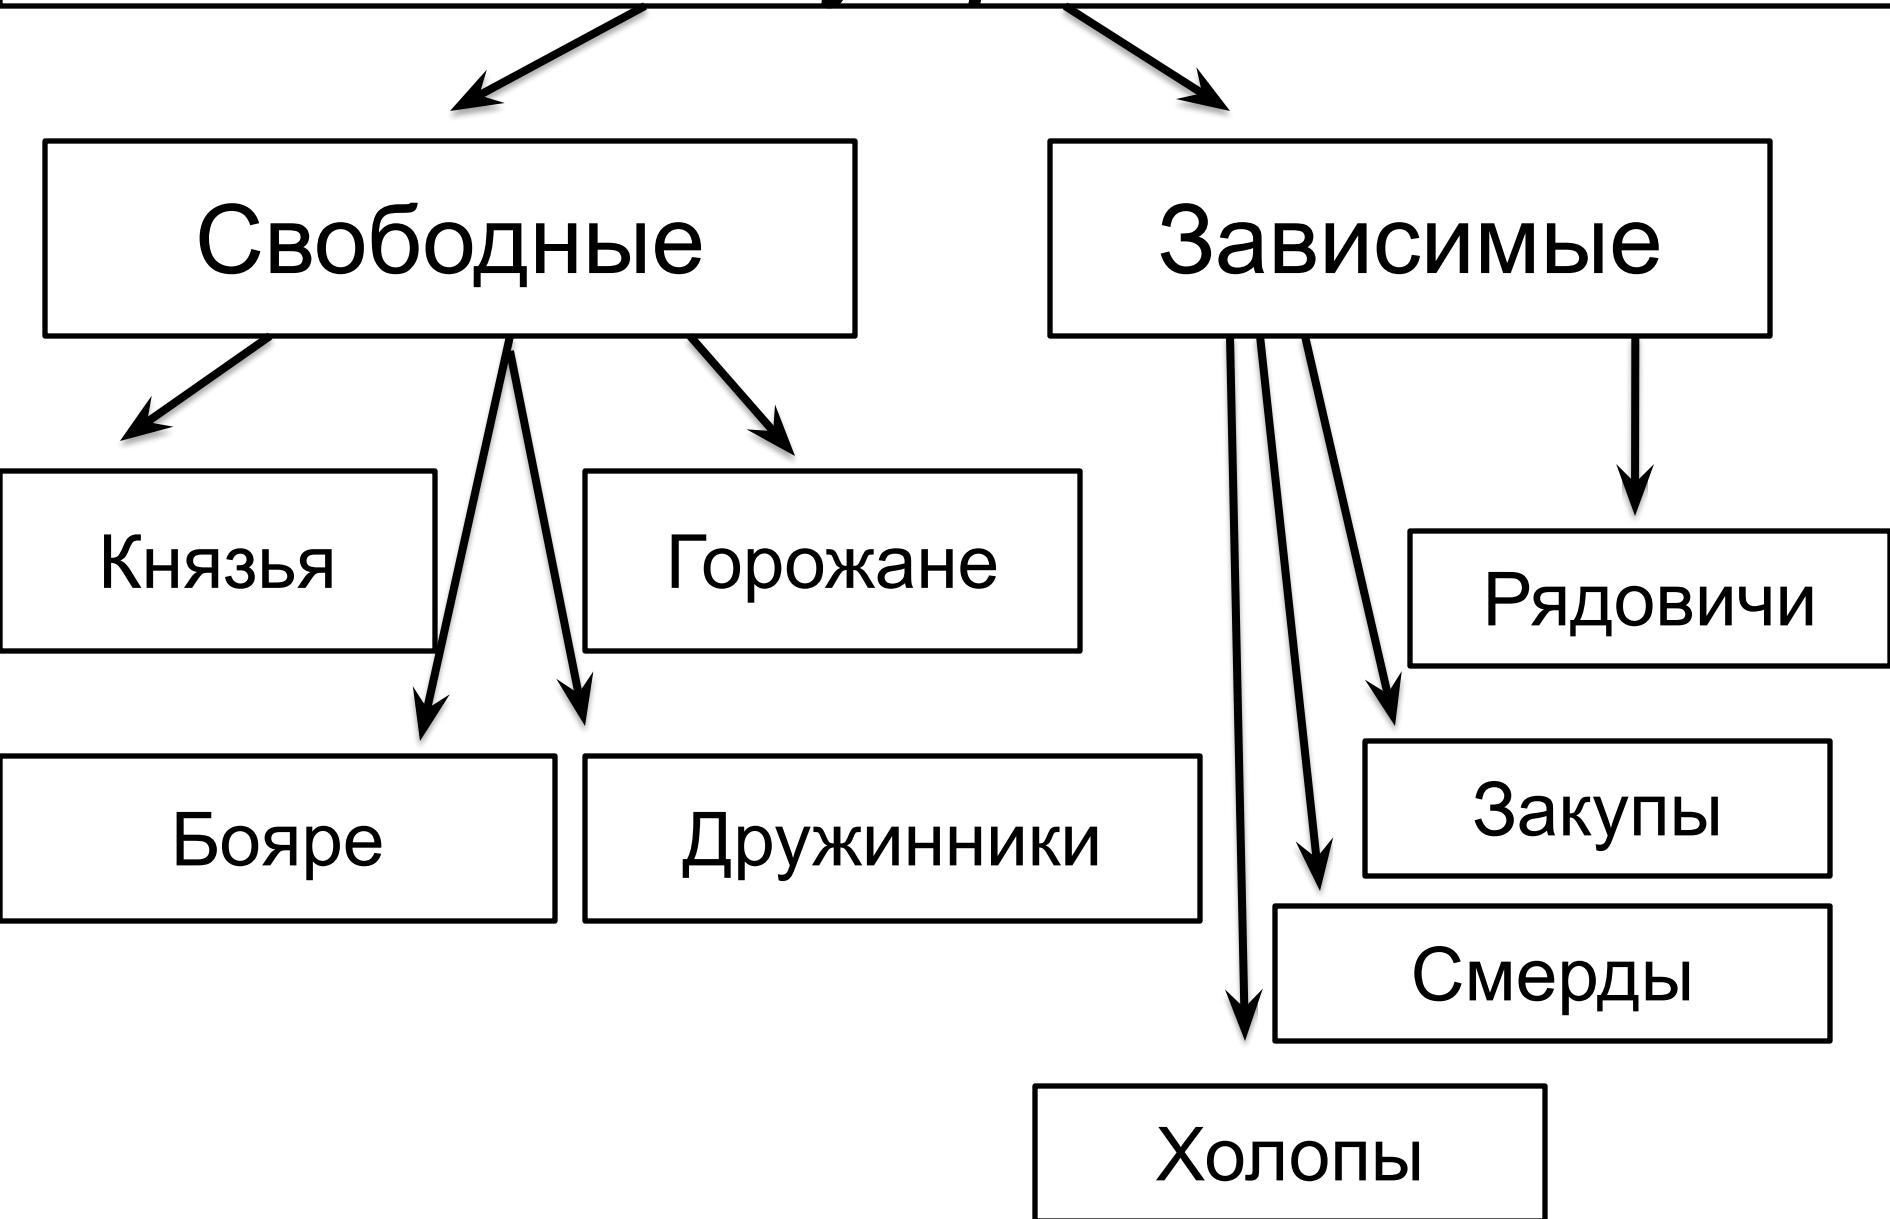 Свободные
Зависимые
Князья
Горожане
Рядовичи
Бояре
Дружинники
Закупы
Смерды
Холопы